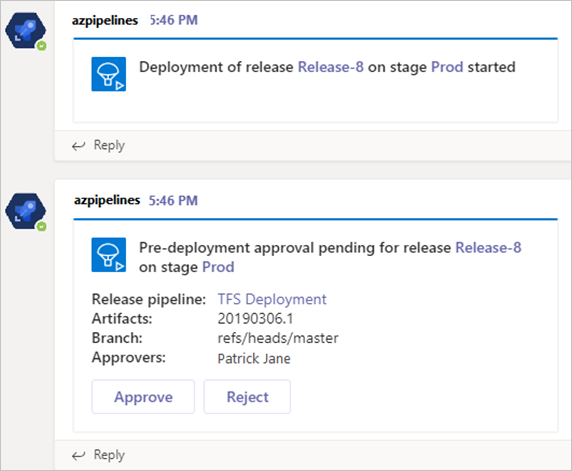 azpipelines 5:46 PM
Deployment of release Release-8 on stage Prod started
Reply
azpipelines 5:46 PM
Pre-deployment approval pending for release Release-8
on stage Prod
Release pipeline: TFS Deployment
Artifacts: 20190306.1
Branch: refs/heads/master
Approvers: Patrick Jane
Approve Reject
Reply